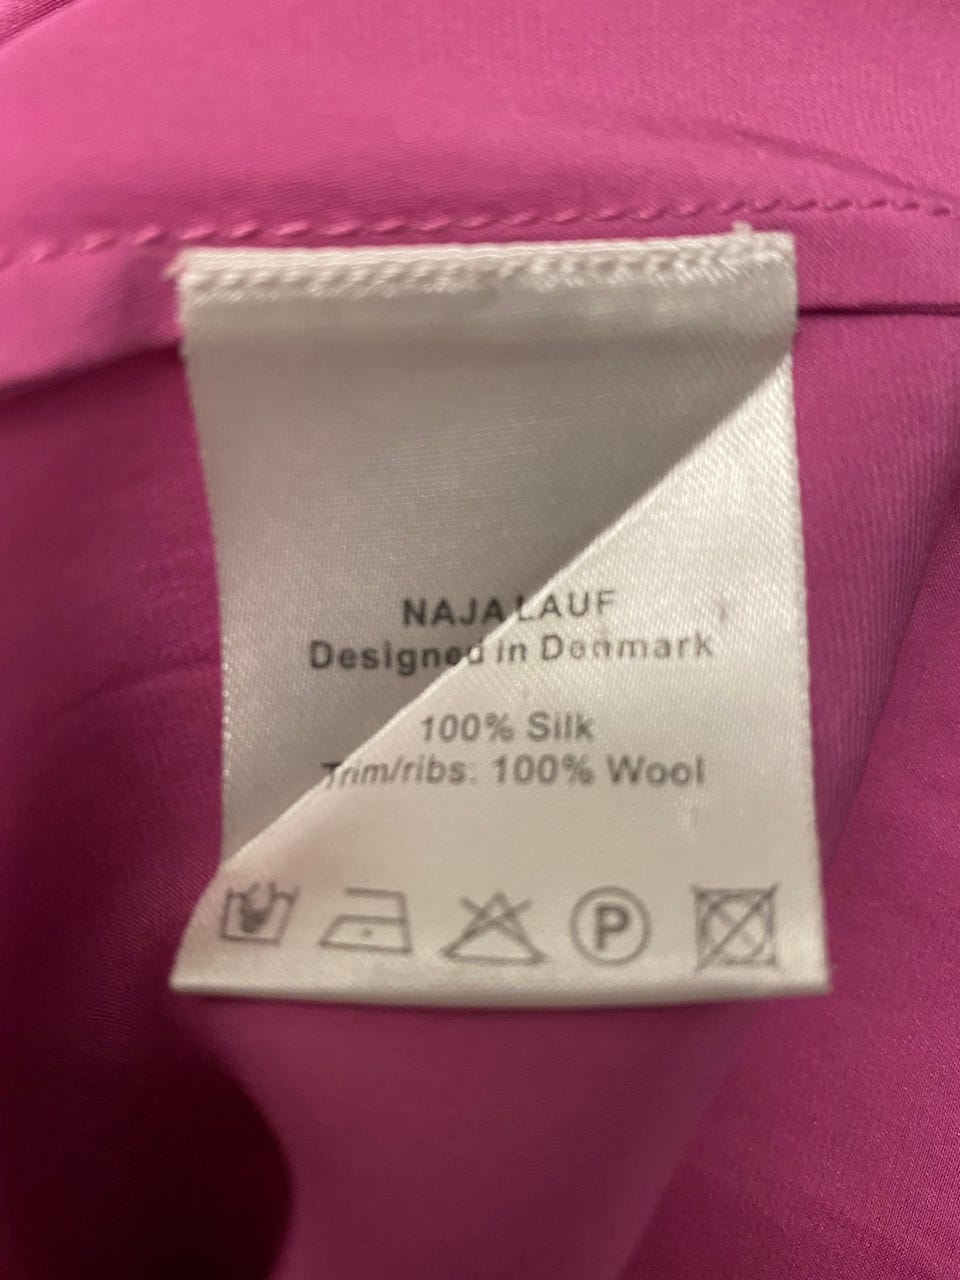 NAJA LAUF
Designed in Denmark
100% Silk
Trim/ribs: 100% Wool
P